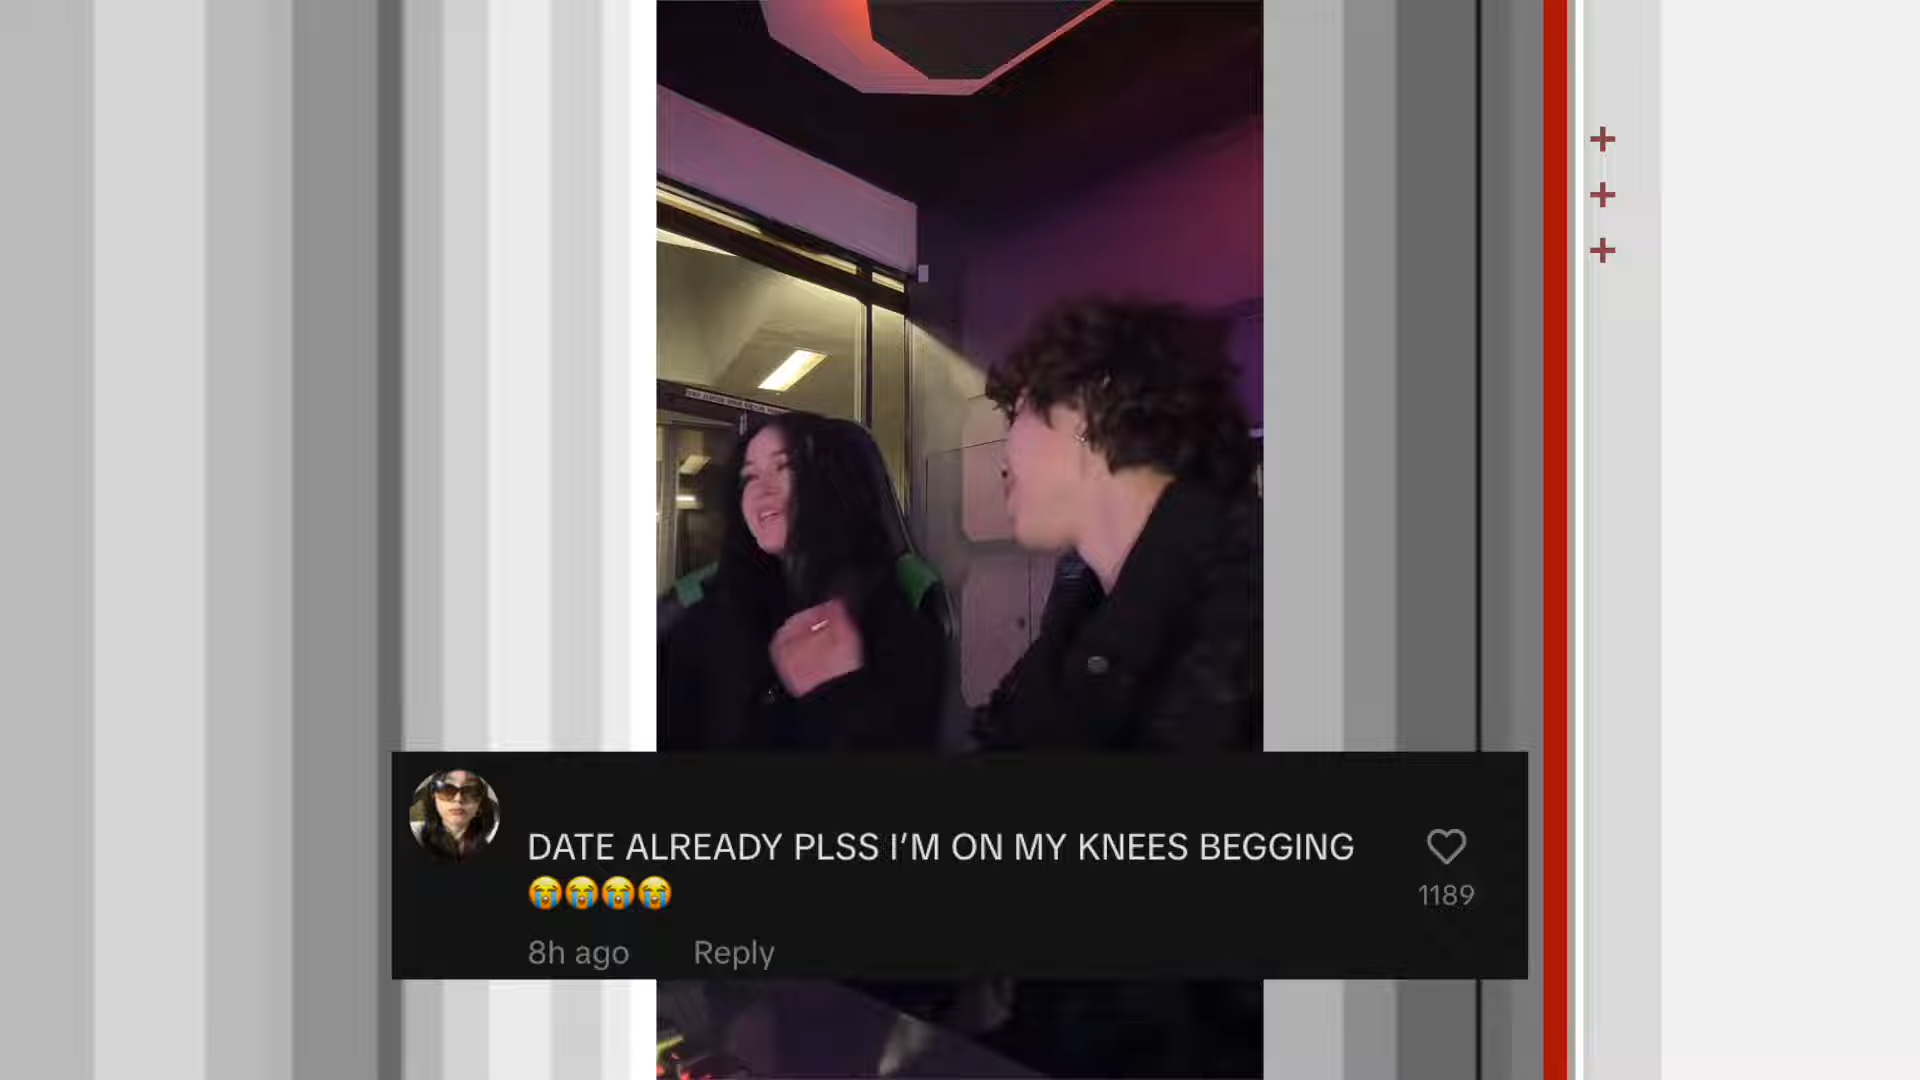 DATE ALREADY PLSS I’M ON MY KNEES BEGGING
😭😭😭😭
1189
8h ago Reply